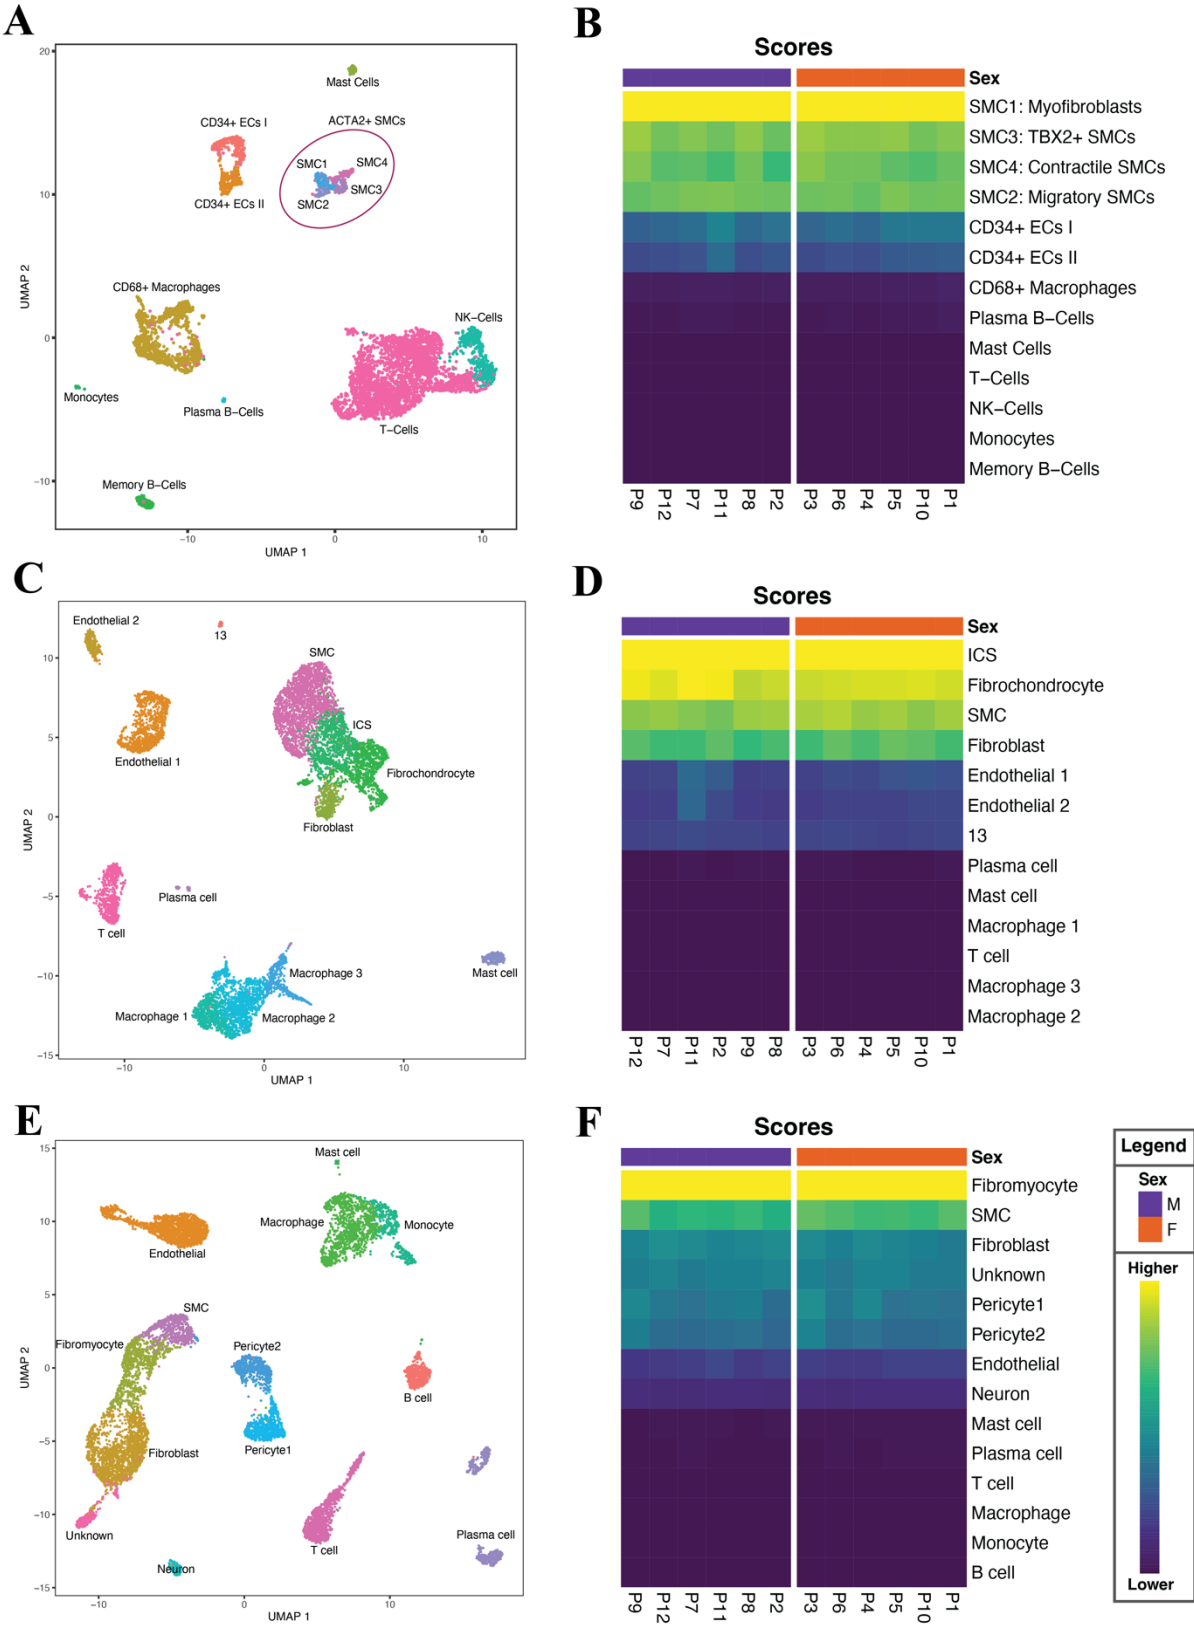 A
20
10
0
−10
−10
0
10
UMAP 1
UMAP 2
Mast Cells
CD34+ ECs I
ACTA2+ SMCs
SMC1
SMC4
SMC3
SMC2
CD34+ ECs II
CD68+ Macrophages
NK−Cells
Monocytes
Plasma B−Cells
T−Cells
Memory B−Cells
B
Scores
Sex
SMC1: Myofibroblasts
SMC3: TBX2+ SMCs
SMC4: Contractile SMCs
SMC2: Migratory SMCs
CD34+ ECs I
CD34+ ECs II
CD68+ Macrophages
Plasma B−Cells
Mast Cells
T−Cells
NK−Cells
Monocytes
Memory B−Cells
P9 P12 P7 P11 P8 P2 P3 P6 P4 P5 P10 P1
C
10
5
0
−5
−10
−15
−10
0
10
UMAP 1
UMAP 2
Endothelial 2
13
SMC
ICS
Endothelial 1
Fibrochondrocyte
Fibroblast
Plasma cell
T cell
Macrophage 3
Mast cell
Macrophage 1
Macrophage 2
D
Scores
Sex
ICS
Fibrochondrocyte
SMC
Fibroblast
Endothelial 1
Endothelial 2
13
Plasma cell
Mast cell
Macrophage 1
T cell
Macrophage 3
Macrophage 2
P12 P7 P11 P2 P9 P8 P3 P6 P4 P5 P10 P1
E
15
10
5
0
−5
−10
−15
−10
0
10
UMAP 1
UMAP 2
Mast cell
Macrophage
Monocyte
Endothelial
SMC
Fibromyocyte
Pericyte2
B cell
Fibroblast
Pericyte1
Unknown
T cell
Plasma cell
Neuron
F
Scores
Sex
Fibromyocyte
SMC
Fibroblast
Unknown
Pericyte1
Pericyte2
Endothelial
Neuron
Mast cell
Plasma cell
T cell
Macrophage
Monocyte
B cell
P9 P12 P7 P11 P8 P2 P3 P6 P4 P5 P10 P1
Legend
Sex
M
F
Higher
Lower